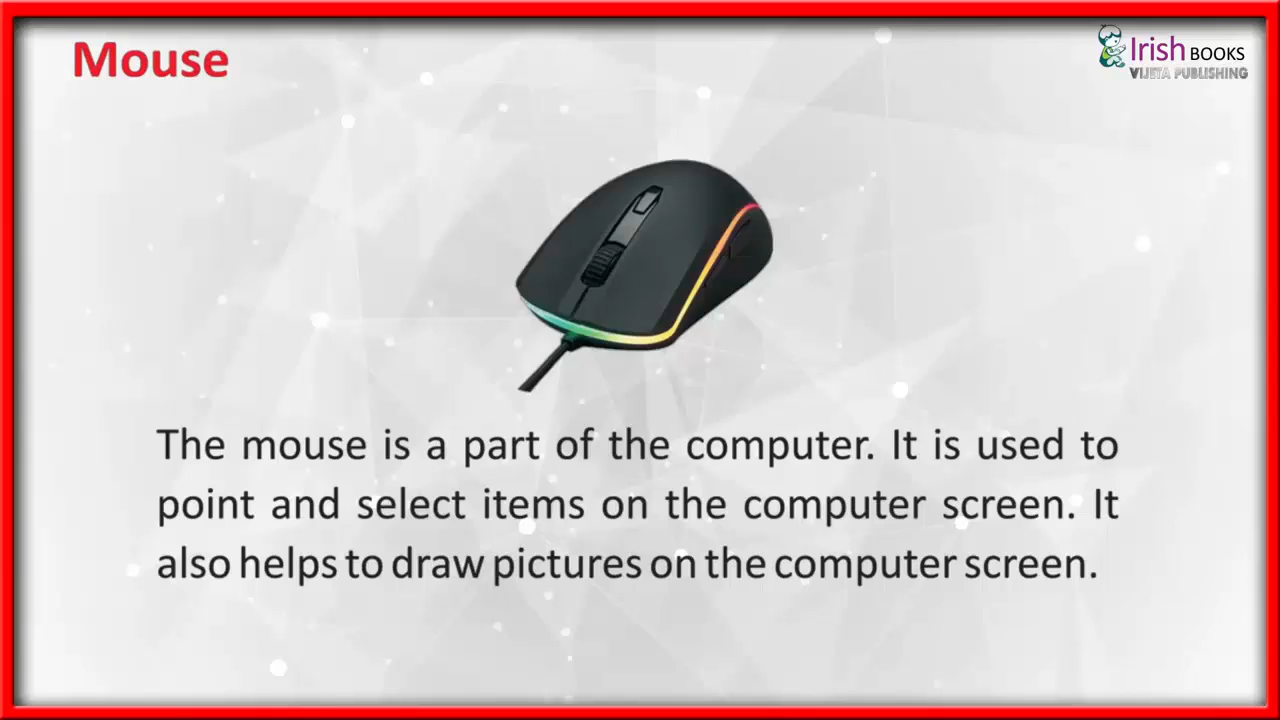 Mouse
Irish BOOKS
VIJETA PUBLISHING
The mouse is a part of the computer. It is used to
point and select items on the computer screen. It
also helps to draw pictures on the computer screen.